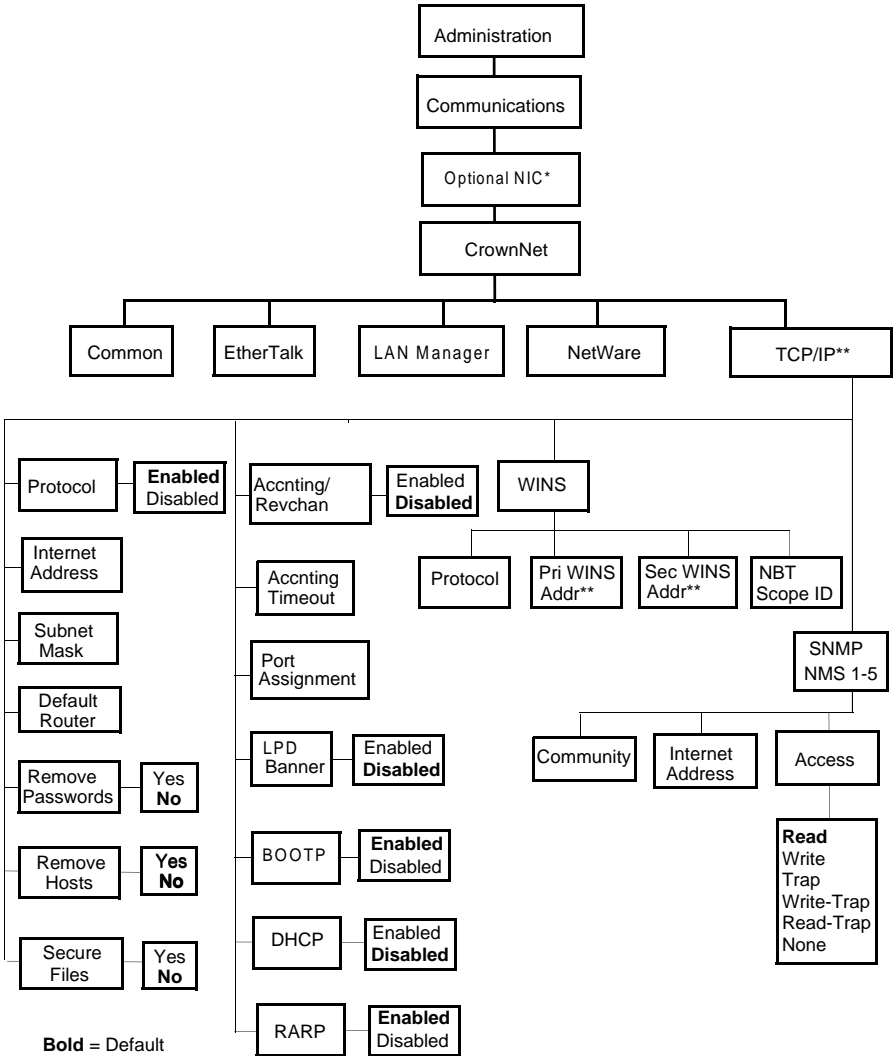 Administration
Communications
Optional NIC*
CrownNet
Common
EtherTalk
LAN Manager
NetWare
TCP/IP**
Protocol
Enabled
Disabled
Internet
Address
Subnet
Mask
Default
Router
Remove
Passwords
Yes
No
Remove
Hosts
Yes
No
Secure
Files
Yes
No
Accnting/
Revchan
Enabled
Disabled
Accnting
Timeout
Port
Assignment
LPD
Banner
Enabled
Disabled
BOOTP
Enabled
Disabled
DHCP
Enabled
Disabled
RARP
Enabled
Disabled
WINS
Protocol
Pri WINS
Addr**
Sec WINS
Addr**
NBT
Scope ID
SNMP
NMS 1-5
Community
Internet
Address
Access
Read
Write
Trap
Write-Trap
Read-Trap
None
Bold = Default